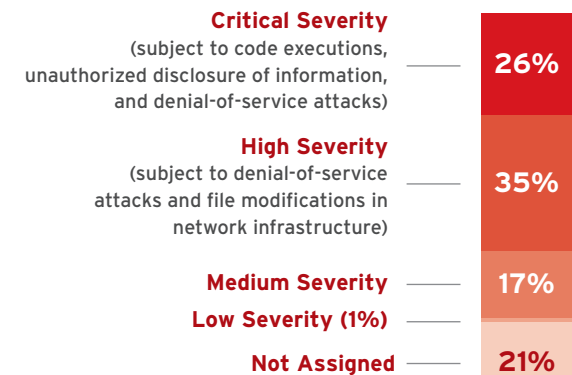 Critical Severity
(subject to code executions,
unauthorized disclosure of information,
and denial-of-service attacks)
26%
High Severity
(subject to denial-of-service
attacks and file modifications in
network infrastructure)
35%
Medium Severity
17%
Low Severity (1%)
Not Assigned
21%